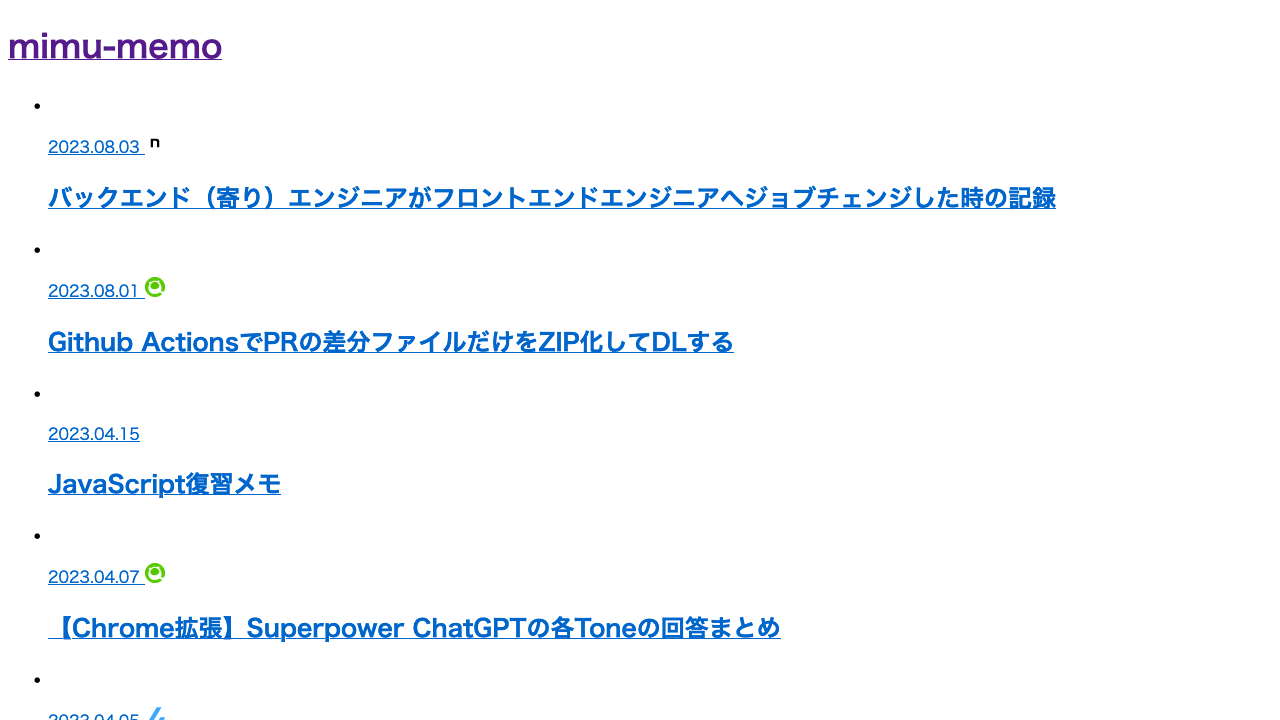 mimu-memo
2023.08.03 n
バックエンド（寄り）エンジニアがフロントエンドエンジニアへジョブチェンジした時の記録
2023.08.01
Github ActionsでPRの差分ファイルだけをZIP化してDLする
2023.04.15
JavaScript復習メモ
2023.04.07
【Chrome拡張】Superpower ChatGPTの各Toneの回答まとめ
2023.04.05